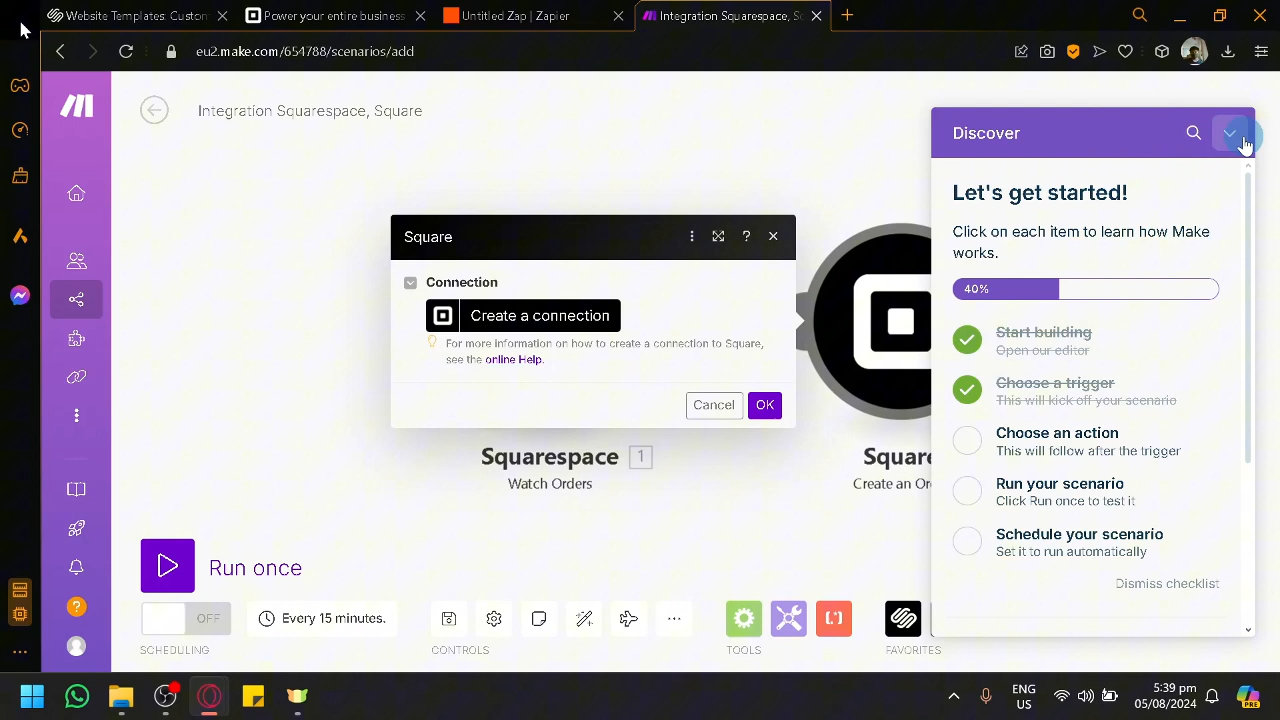 Website Templates: Custom
Power your entire business
Untitled Zap | Zapier
Integration Squarespace, Sc
eu2.make.com/654788/scenarios/add
Integration Squarespace, Square
Discover
Let's get started!
Click on each item to learn how Make
works.
40%
Start building
Open our editor
Choose a trigger
This will kick off your scenario
Choose an action
This will follow after the trigger
Run your scenario
Click Run once to test it
Schedule your scenario
Set it to run automatically
Dismiss checklist
Square
Connection
Create a connection
For more information on how to create a connection to Square,
see the online Help.
Cancel
OK
Squarespace 1
Watch Orders
Square
Create an Or
Run once
OFF
Every 15 minutes.
SCHEDULING
CONTROLS
TOOLS
FAVORITES
ENG
US
5:39 pm
05/08/2024
PRE